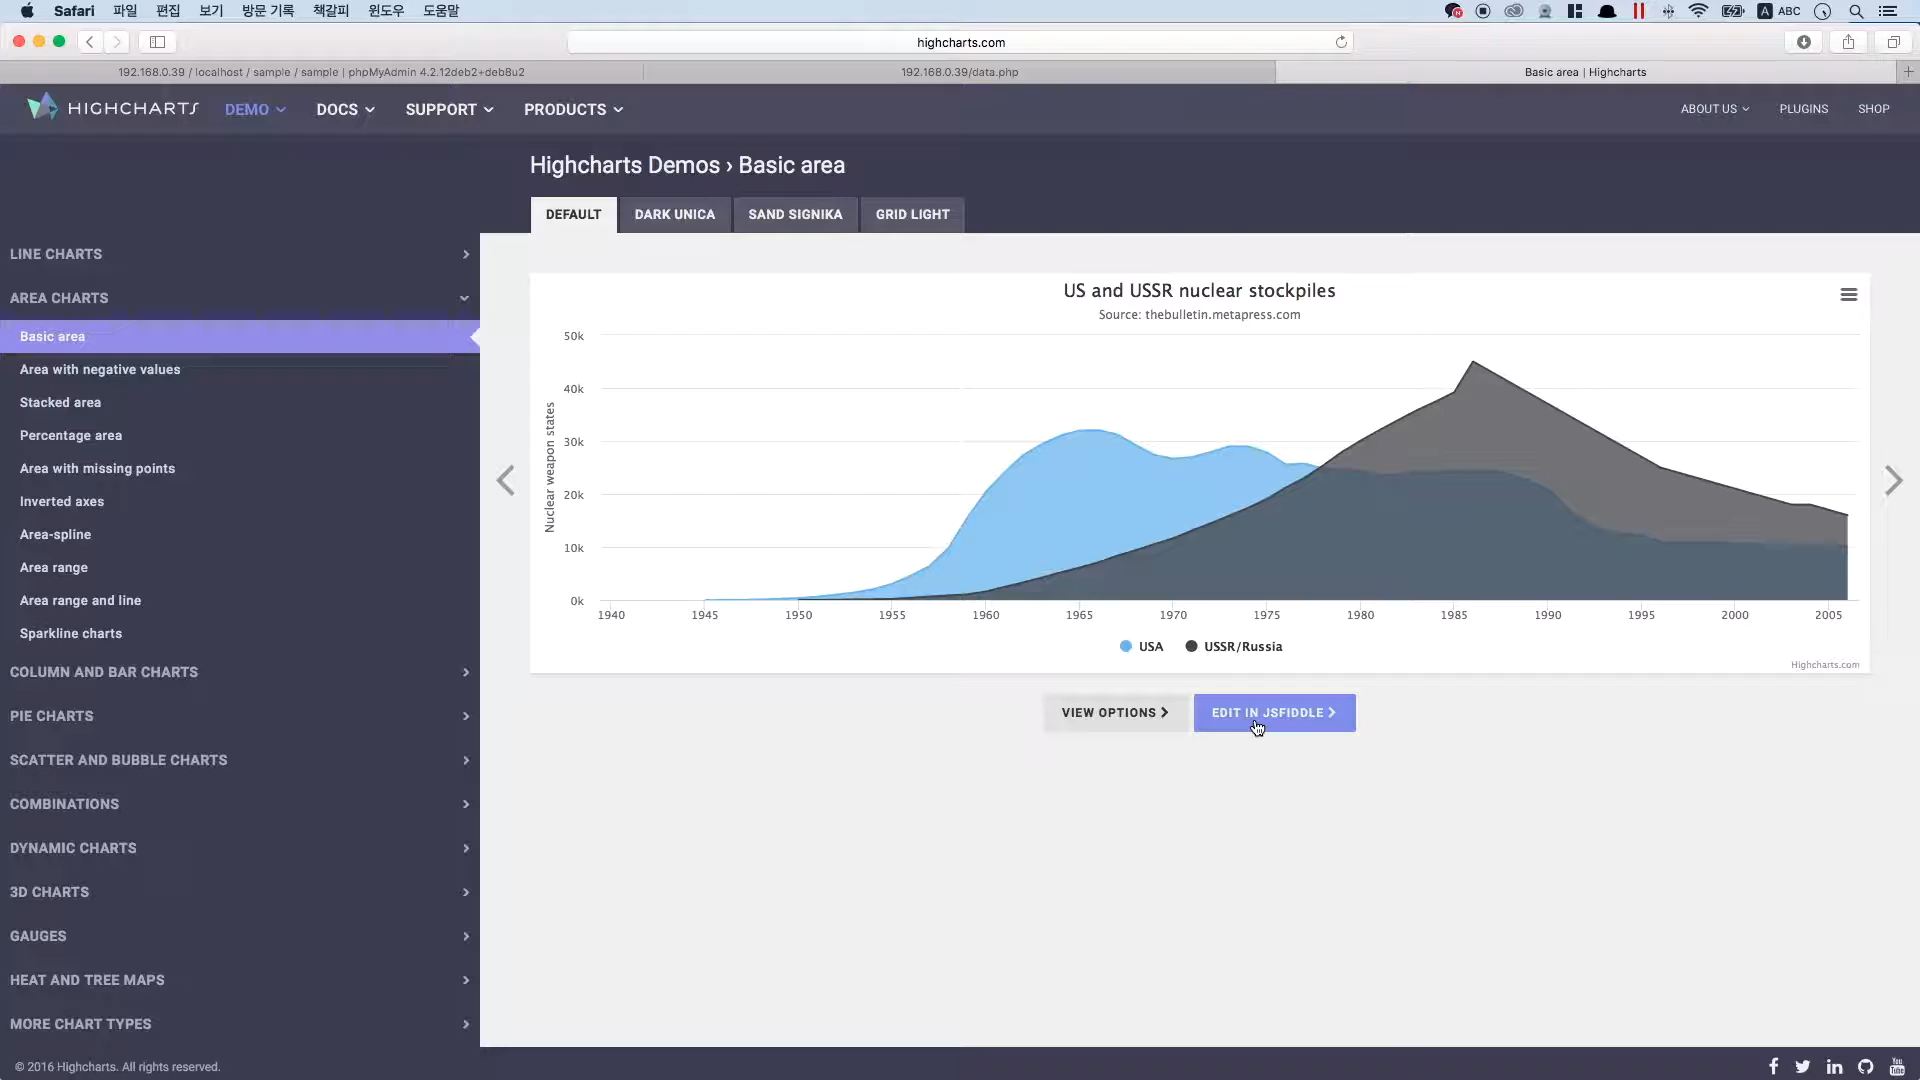 Safari 파일 편집 보기 방문 기록 책갈피 윈도우 도움말 A ABC
highcharts.com
192.168.0.39 / localhost / sample / sample | phpMyAdmin 4.2.12deb2+deb8u2
192.168.0.39/data.php
Basic area | Highcharts
HIGHCHARTS DEMO DOCS SUPPORT PRODUCTS ABOUT US PLUGINS SHOP
Highcharts Demos › Basic area
DEFAULT DARK UNICA SAND SIGNIKA GRID LIGHT
LINE CHARTS
AREA CHARTS
Basic area
Area with negative values
Stacked area
Percentage area
Area with missing points
Inverted axes
Area-spline
Area range
Area range and line
Sparkline charts
COLUMN AND BAR CHARTS
PIE CHARTS
SCATTER AND BUBBLE CHARTS
COMBINATIONS
DYNAMIC CHARTS
3D CHARTS
GAUGES
HEAT AND TREE MAPS
MORE CHART TYPES
US and USSR nuclear stockpiles
Source: thebulletin.metapress.com
Nuclear weapon states
50k
40k
30k
20k
10k
0k
1940 1945 1950 1955 1960 1965 1970 1975 1980 1985 1990 1995 2000 2005
USA USSR/Russia
Highcharts.com
VIEW OPTIONS EDIT IN JSFIDDLE
© 2016 Highcharts. All rights reserved.